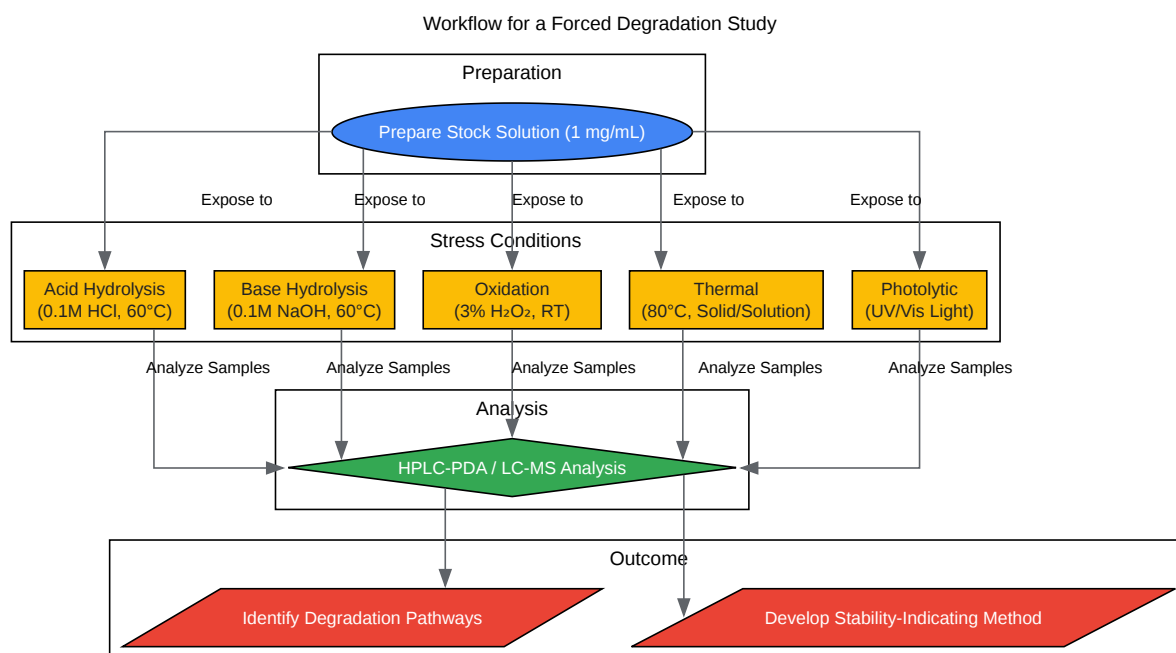 Workflow for a Forced Degradation Study
Preparation
Prepare Stock Solution (1 mg/mL)
Expose to
Expose to
Expose to
Expose to
Expose to
Stress Conditions
Acid Hydrolysis
(0.1M HCl, 60°C)
Base Hydrolysis
(0.1M NaOH, 60°C)
Oxidation
(3% H₂O₂, RT)
Thermal
(80°C, Solid/Solution)
Photolytic
(UV/Vis Light)
Analyze Samples
Analyze Samples
Analyze Samples
Analyze Samples
Analyze Samples
Analysis
HPLC-PDA / LC-MS Analysis
Outcome
Identify Degradation Pathways
Develop Stability-Indicating Method